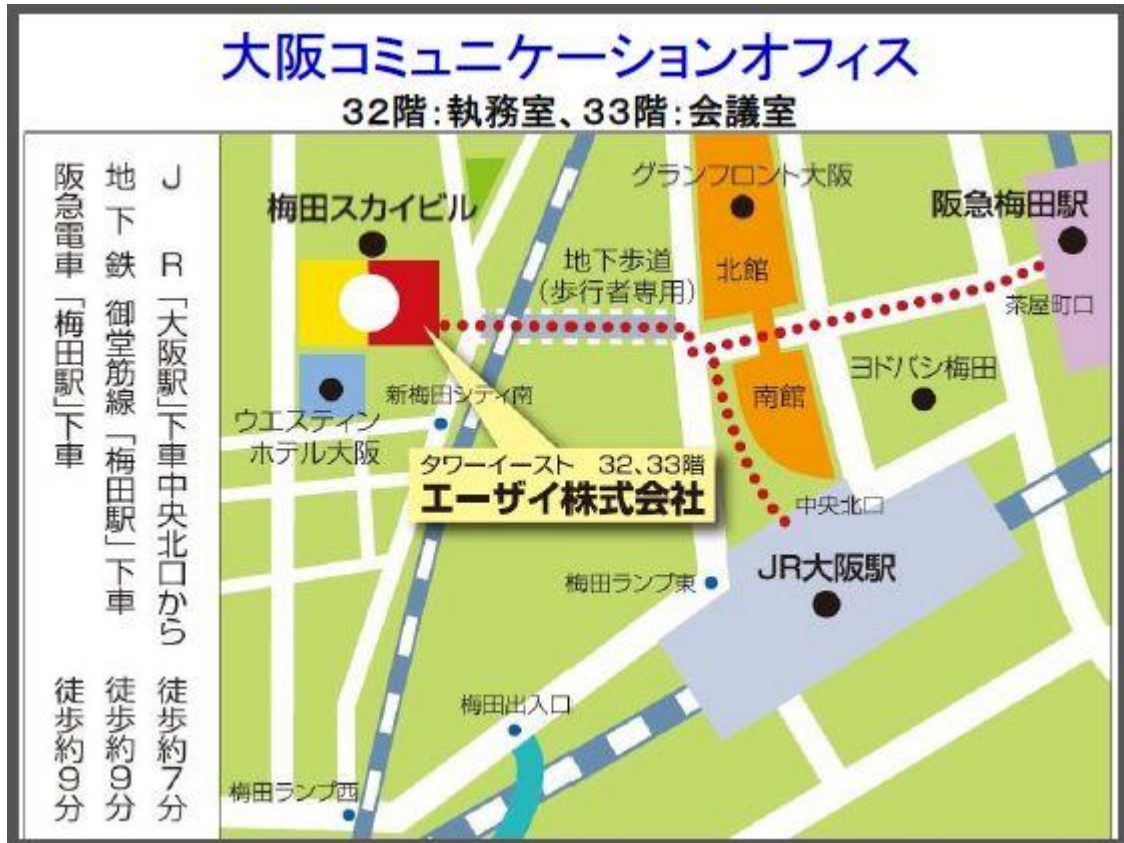 大阪コミュニケーションオフィス
32階:執務室、33階:会議室
JR「大阪駅」下車中央北口から 徒歩約7分
地下鉄 御堂筋線「梅田駅」下車 徒歩約9分
阪急電車「梅田駅」下車 徒歩約9分
梅田スカイビル
グランフロント大阪
阪急梅田駅
北館
地下歩道
(歩行者専用)
茶屋町口
ヨドバシ梅田
南館
新梅田シティ南
ウエスティン
ホテル大阪
タワーイースト 32、33階
エーザイ株式会社
中央北口
JR大阪駅
梅田ランプ東
梅田出入口
梅田ランプ西